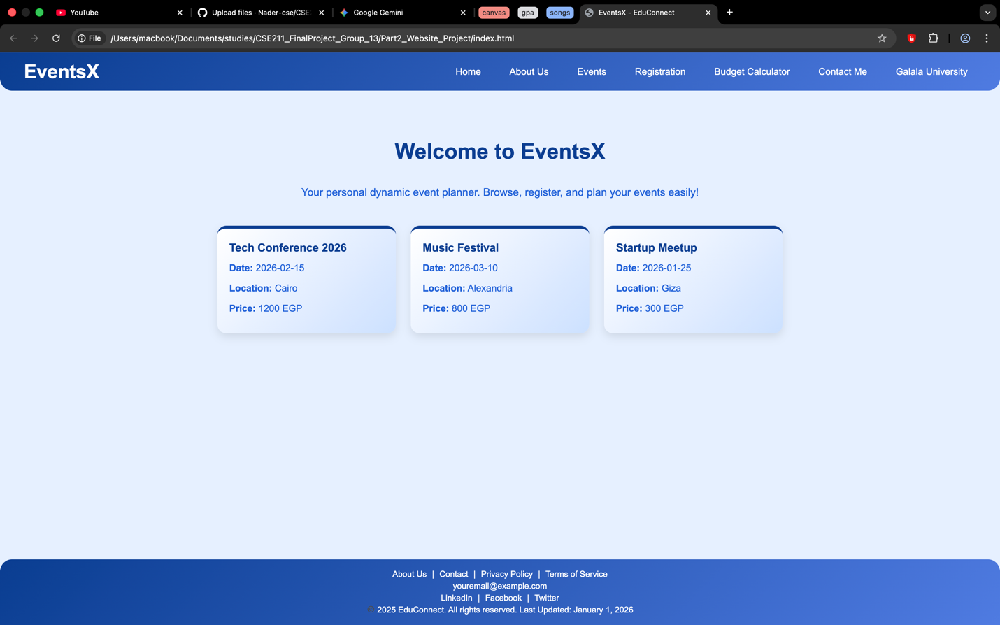 YouTube
Upload files · Nader-cse/CSE
Google Gemini
canvas
gpa
songs
EventsX - EduConnect
File
/Users/macbook/Documents/studies/CSE211_FinalProject_Group_13/Part2_Website_Project/index.html
EventsX
Home
About Us
Events
Registration
Budget Calculator
Contact Me
Galala University
Welcome to EventsX
Your personal dynamic event planner. Browse, register, and plan your events easily!
Tech Conference 2026
Date: 2026-02-15
Location: Cairo
Price: 1200 EGP
Music Festival
Date: 2026-03-10
Location: Alexandria
Price: 800 EGP
Startup Meetup
Date: 2026-01-25
Location: Giza
Price: 300 EGP
About Us | Contact | Privacy Policy | Terms of Service
youremail@example.com
LinkedIn | Facebook | Twitter
© 2025 EduConnect. All rights reserved. Last Updated: January 1, 2026